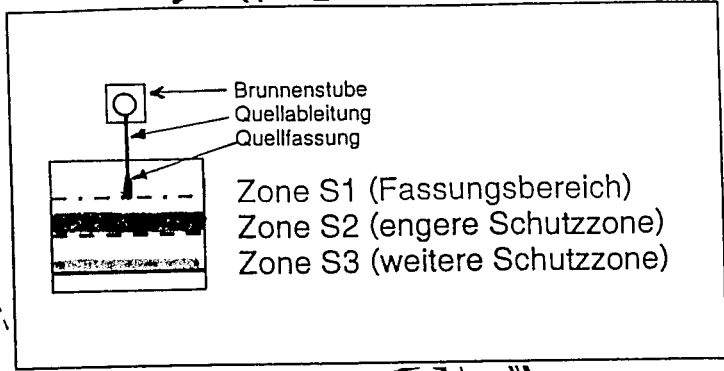 Brunnenstube
Quellableitung
Quellfassung
Zone S1 (Fassungsbereich)
Zone S2 (engere Schutzzone)
Zone S3 (weitere Schutzzone)